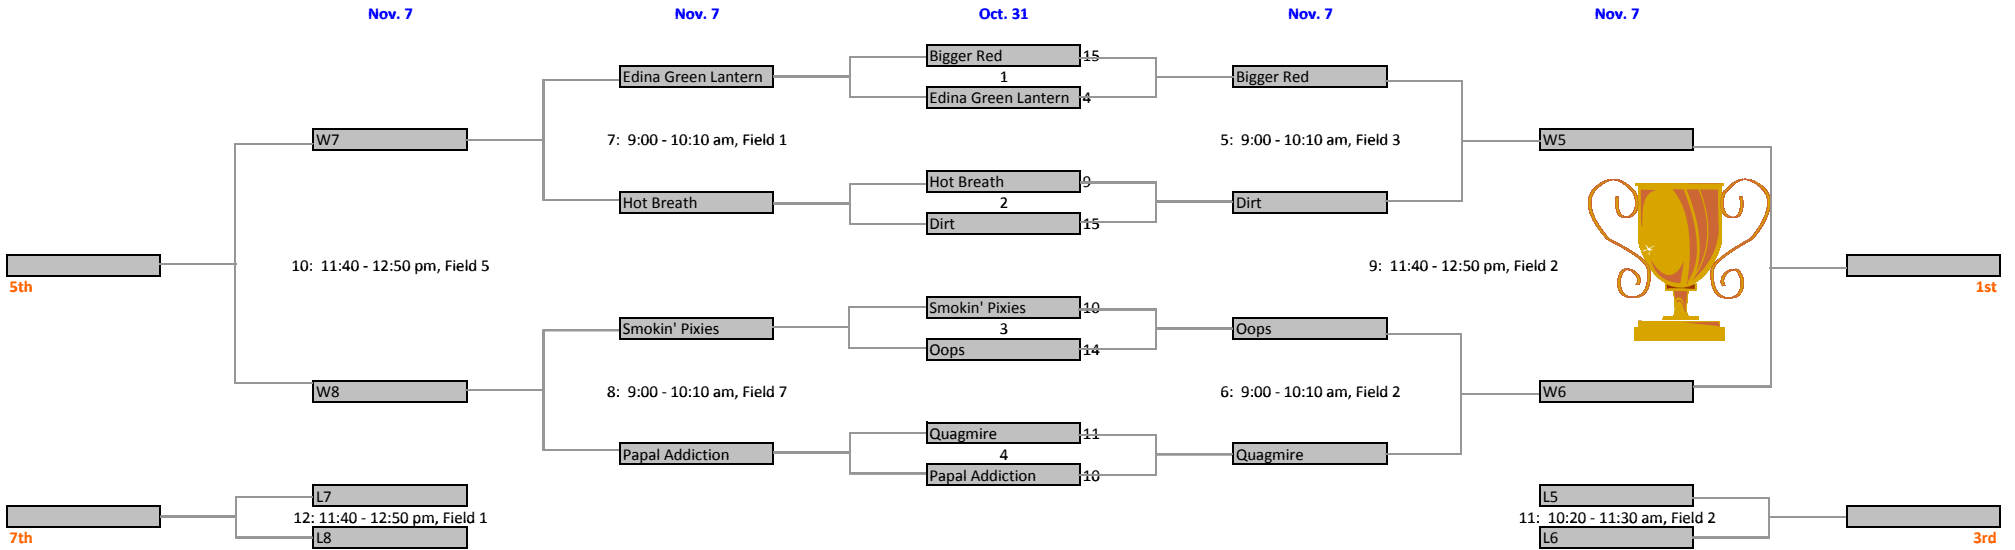 Nov. 7 Nov. 7 Oct. 31 Nov. 7 Nov. 7
Bigger Red 15
Edina Green Lantern 1 Bigger Red
Edina Green Lantern 4
W7 7: 9:00 - 10:10 am, Field 1 5: 9:00 - 10:10 am, Field 3 W5
Hot Breath 9
Hot Breath 2 Dirt
Dirt 15
10: 11:40 - 12:50 pm, Field 5 9: 11:40 - 12:50 pm, Field 2
5th 1st
Smokin' Pixies 10
Smokin' Pixies 3 Oops
Oops 14
W8 8: 9:00 - 10:10 am, Field 7 6: 9:00 - 10:10 am, Field 2 W6
Quagmire 11
Papal Addiction 4 Quagmire
Papal Addiction 10
L7 L5
12: 11:40 - 12:50 pm, Field 1 11: 10:20 - 11:30 am, Field 2
7th L8 L6 3rd